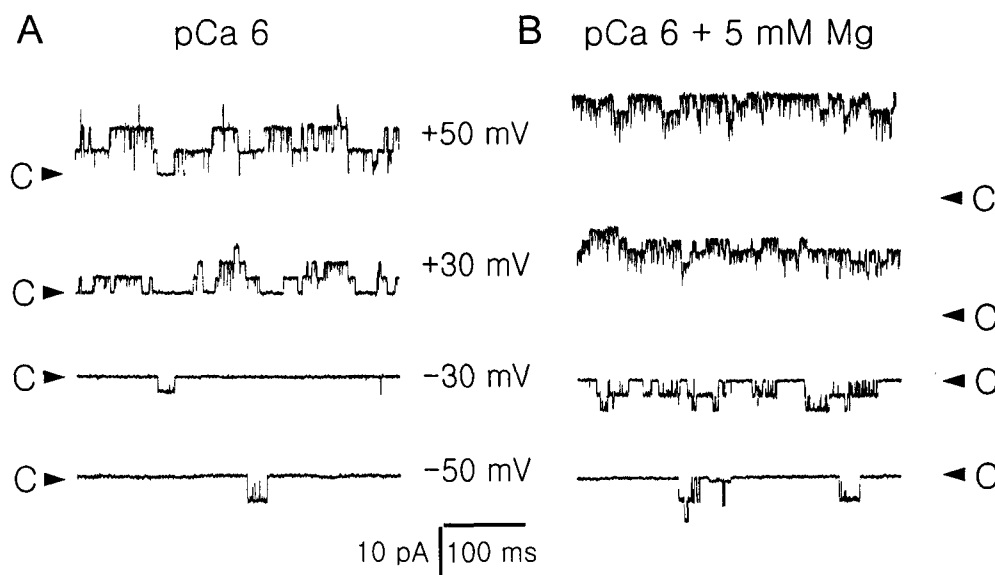 A pCa 6
B pCa 6 + 5 mM Mg
C +50 mV C
C +30 mV C
C −30 mV C
C −50 mV C
10 pA 100 ms